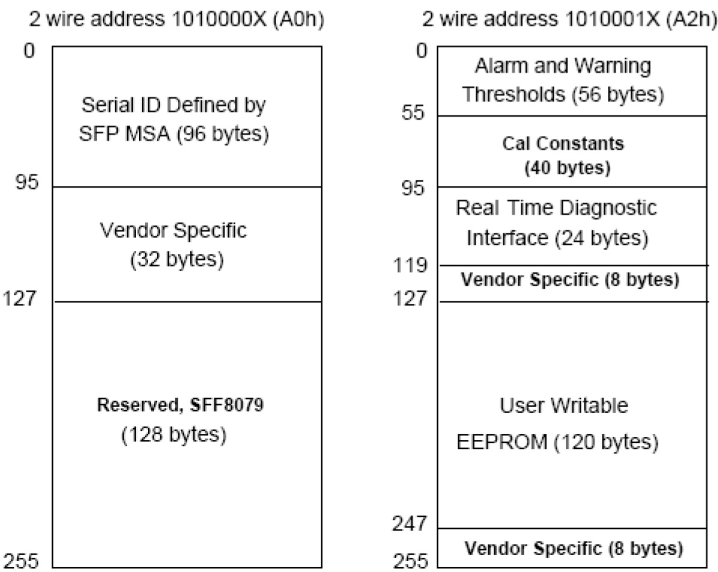 2 wire address 1010000X (A0h)
0
Serial ID Defined by
SFP MSA (96 bytes)
95
Vendor Specific
(32 bytes)
127
Reserved, SFF8079
(128 bytes)
255
2 wire address 1010001X (A2h)
0
Alarm and Warning
Thresholds (56 bytes)
55
Cal Constants
(40 bytes)
95
Real Time Diagnostic
Interface (24 bytes)
119
Vendor Specific (8 bytes)
127
User Writable
EEPROM (120 bytes)
247
Vendor Specific (8 bytes)
255